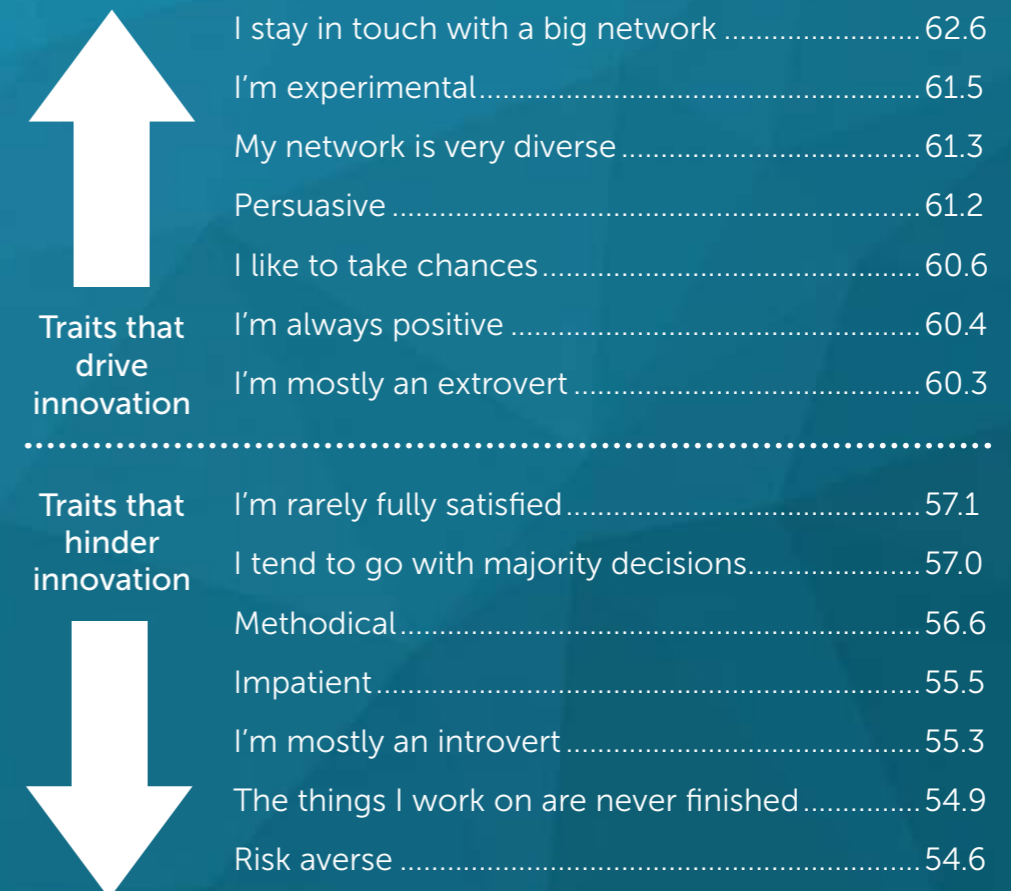 I stay in touch with a big network ...................... 62.6
I'm experimental .................................................. 61.5
My network is very diverse .................................. 61.3
Persuasive ............................................................ 61.2
I like to take chances ........................................... 60.6
I'm always positive ............................................... 60.4
I'm mostly an extrovert ........................................ 60.3
Traits that
drive
innovation
Traits that
hinder
innovation
I'm rarely fully satisfied ......................................... 57.1
I tend to go with majority decisions .................... 57.0
Methodical ........................................................... 56.6
Impatient .............................................................. 55.5
I'm mostly an introvert ......................................... 55.3
The things I work on are never finished .............. 54.9
Risk averse ........................................................... 54.6